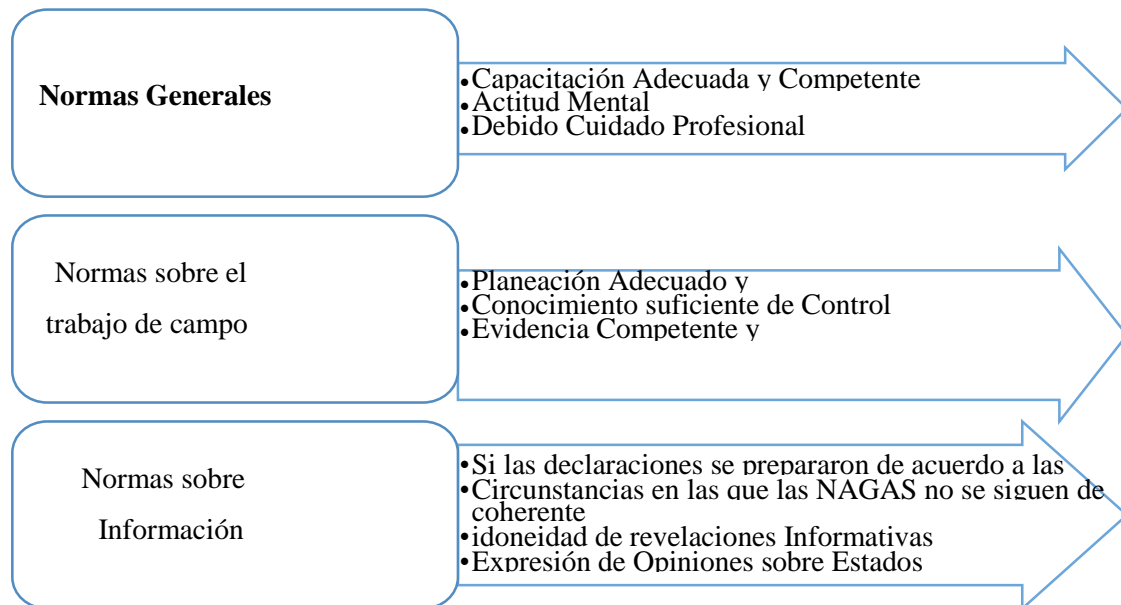 Normas Generales
•Capacitación Adecuada y Competente
•Actitud Mental
•Debido Cuidado Profesional
Normas sobre el
trabajo de campo
•Planeación Adecuado y
•Conocimiento suficiente de Control
•Evidencia Competente y
Normas sobre
Información
•Si las declaraciones se prepararon de acuerdo a las
•Circunstancias en las que las NAGAS no se siguen de
coherente
•idoneidad de revelaciones Informativas
•Expresión de Opiniones sobre Estados